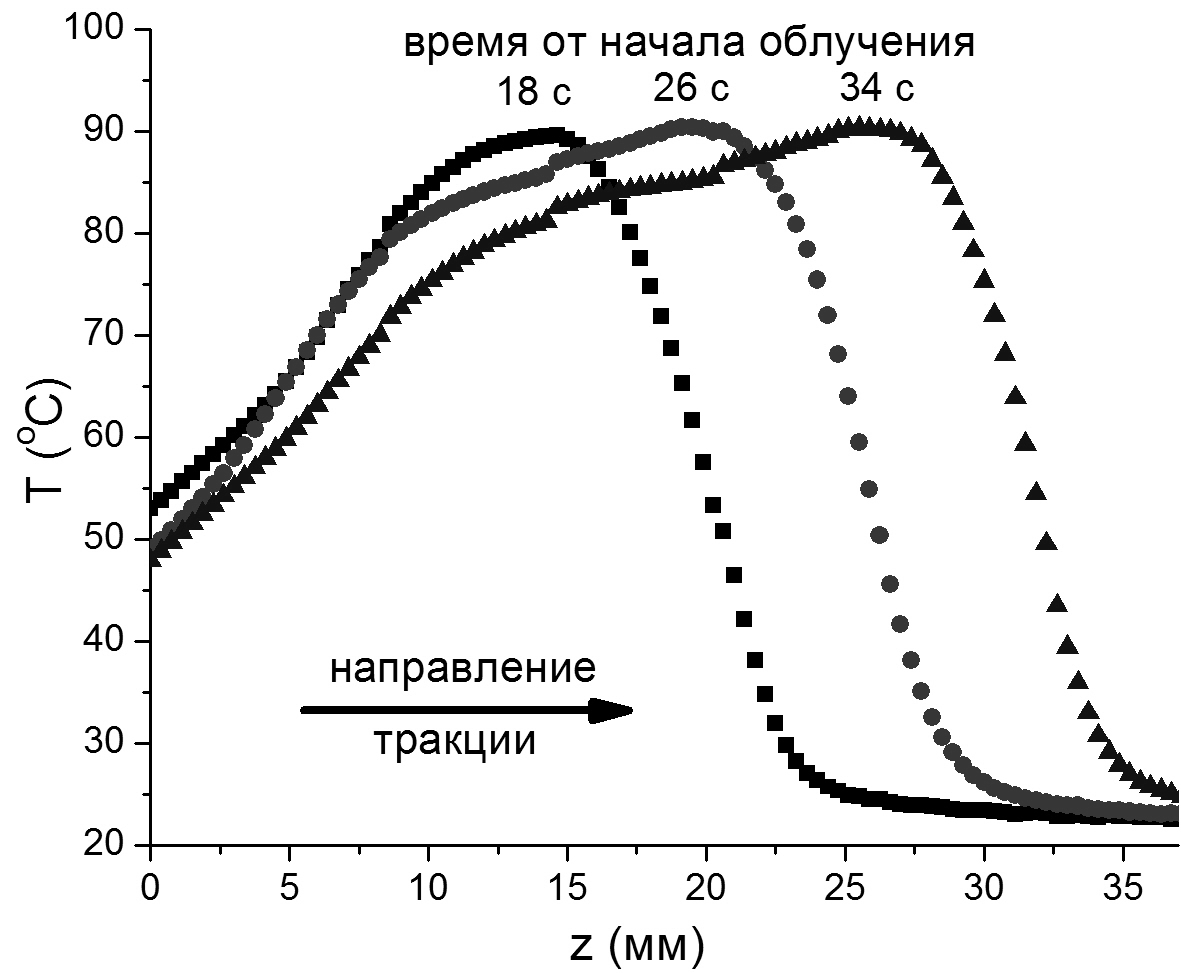 время от начала облучения
18 с 26 с 34 с
100
90
80
70
60
50
40
30
20
T (°C)
направление
тракции
0 5 10 15 20 25 30 35
z (мм)